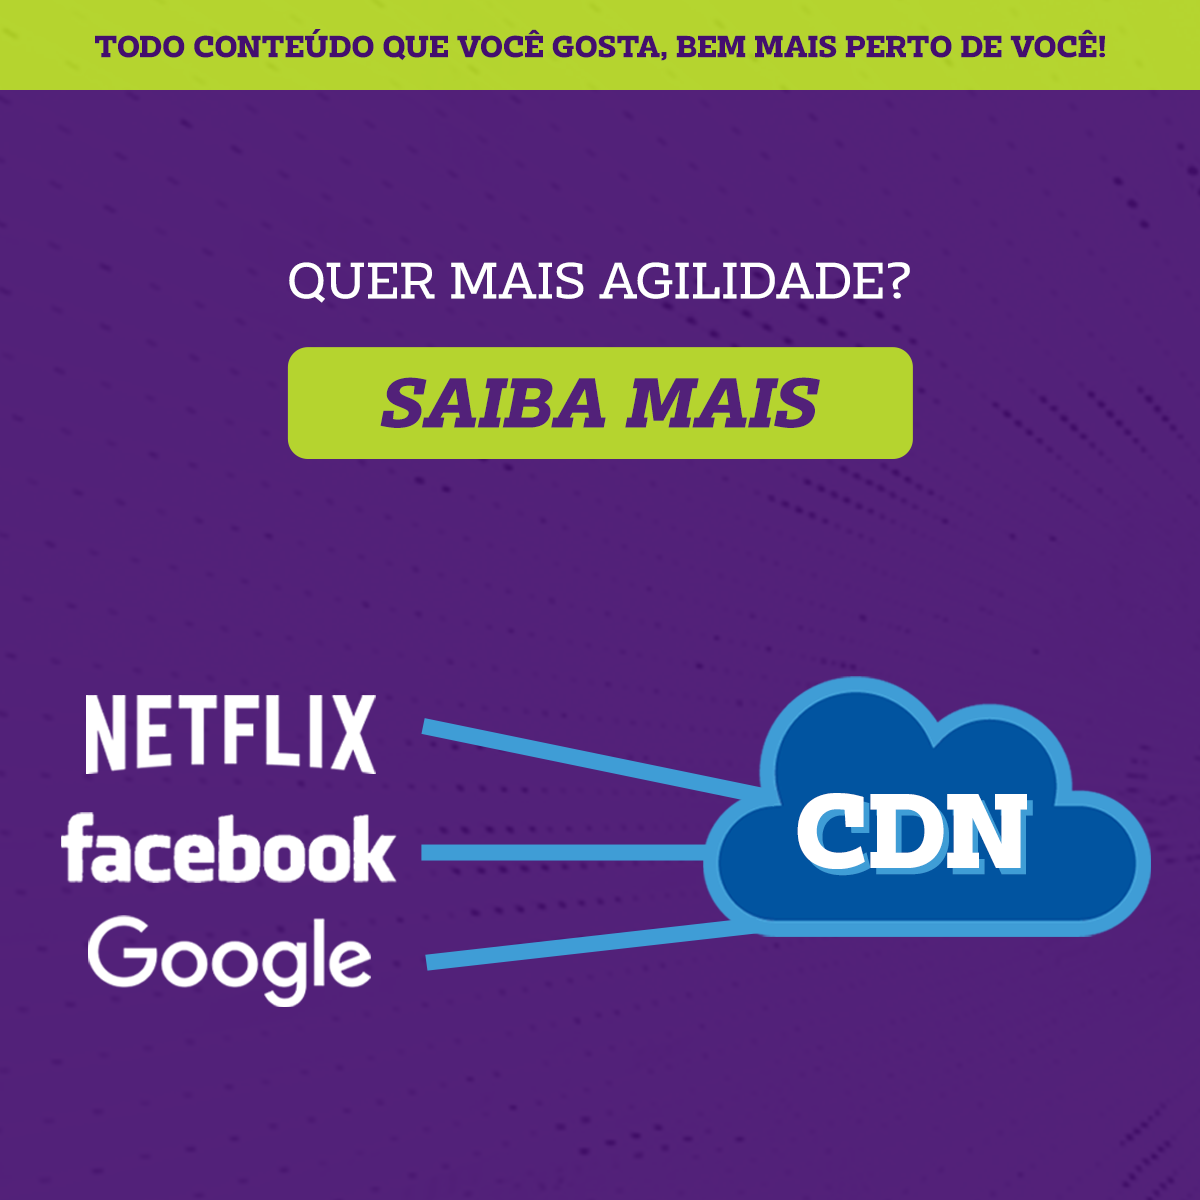 TODO CONTEÚDO QUE VOCÊ GOSTA, BEM MAIS PERTO DE VOCÊ!
QUER MAIS AGILIDADE?
SAIBA MAIS
NETFLIX
facebook
Google
CDN